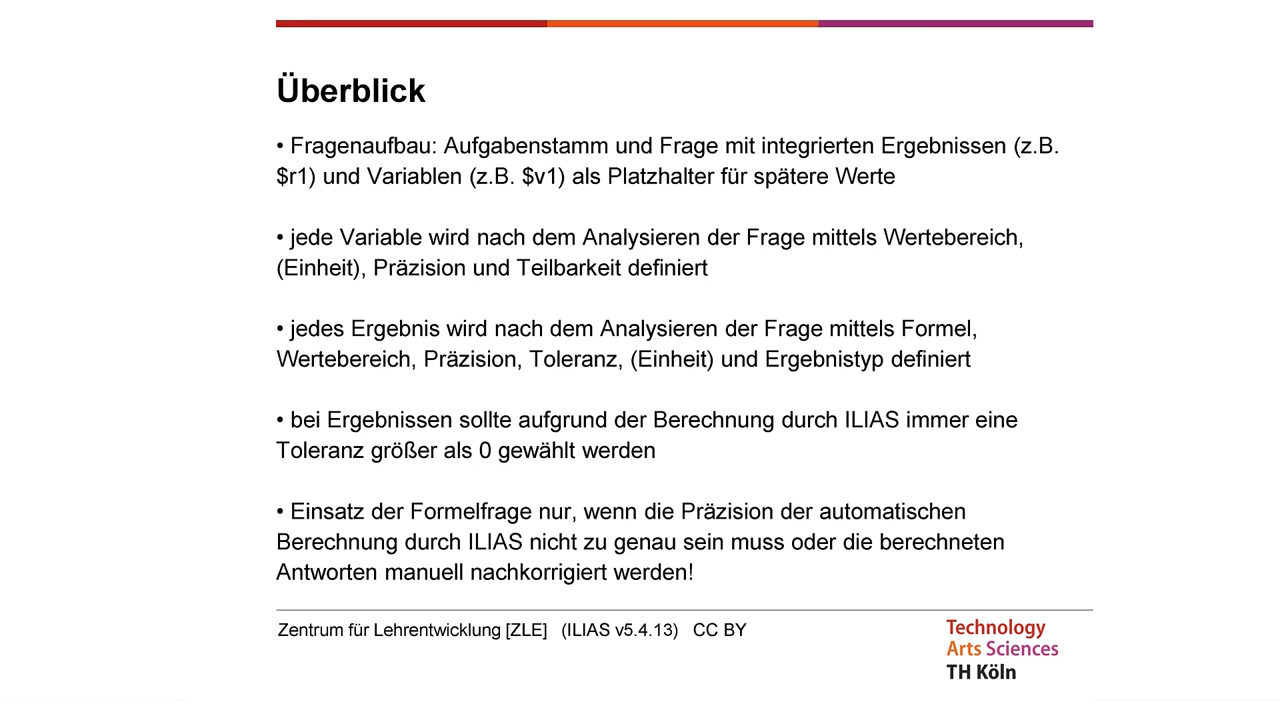 Überblick
• Fragenaufbau: Aufgabenstamm und Frage mit integrierten Ergebnissen (z.B.
$r1) und Variablen (z.B. $v1) als Platzhalter für spätere Werte
• jede Variable wird nach dem Analysieren der Frage mittels Wertebereich,
(Einheit), Präzision und Teilbarkeit definiert
• jedes Ergebnis wird nach dem Analysieren der Frage mittels Formel,
Wertebereich, Präzision, Toleranz, (Einheit) und Ergebnistyp definiert
• bei Ergebnissen sollte aufgrund der Berechnung durch ILIAS immer eine
Toleranz größer als 0 gewählt werden
• Einsatz der Formelfrage nur, wenn die Präzision der automatischen
Berechnung durch ILIAS nicht zu genau sein muss oder die berechneten
Antworten manuell nachkorrigiert werden!
Zentrum für Lehrentwicklung [ZLE] (ILIAS v5.4.13) CC BY
Technology
Arts Sciences
TH Köln